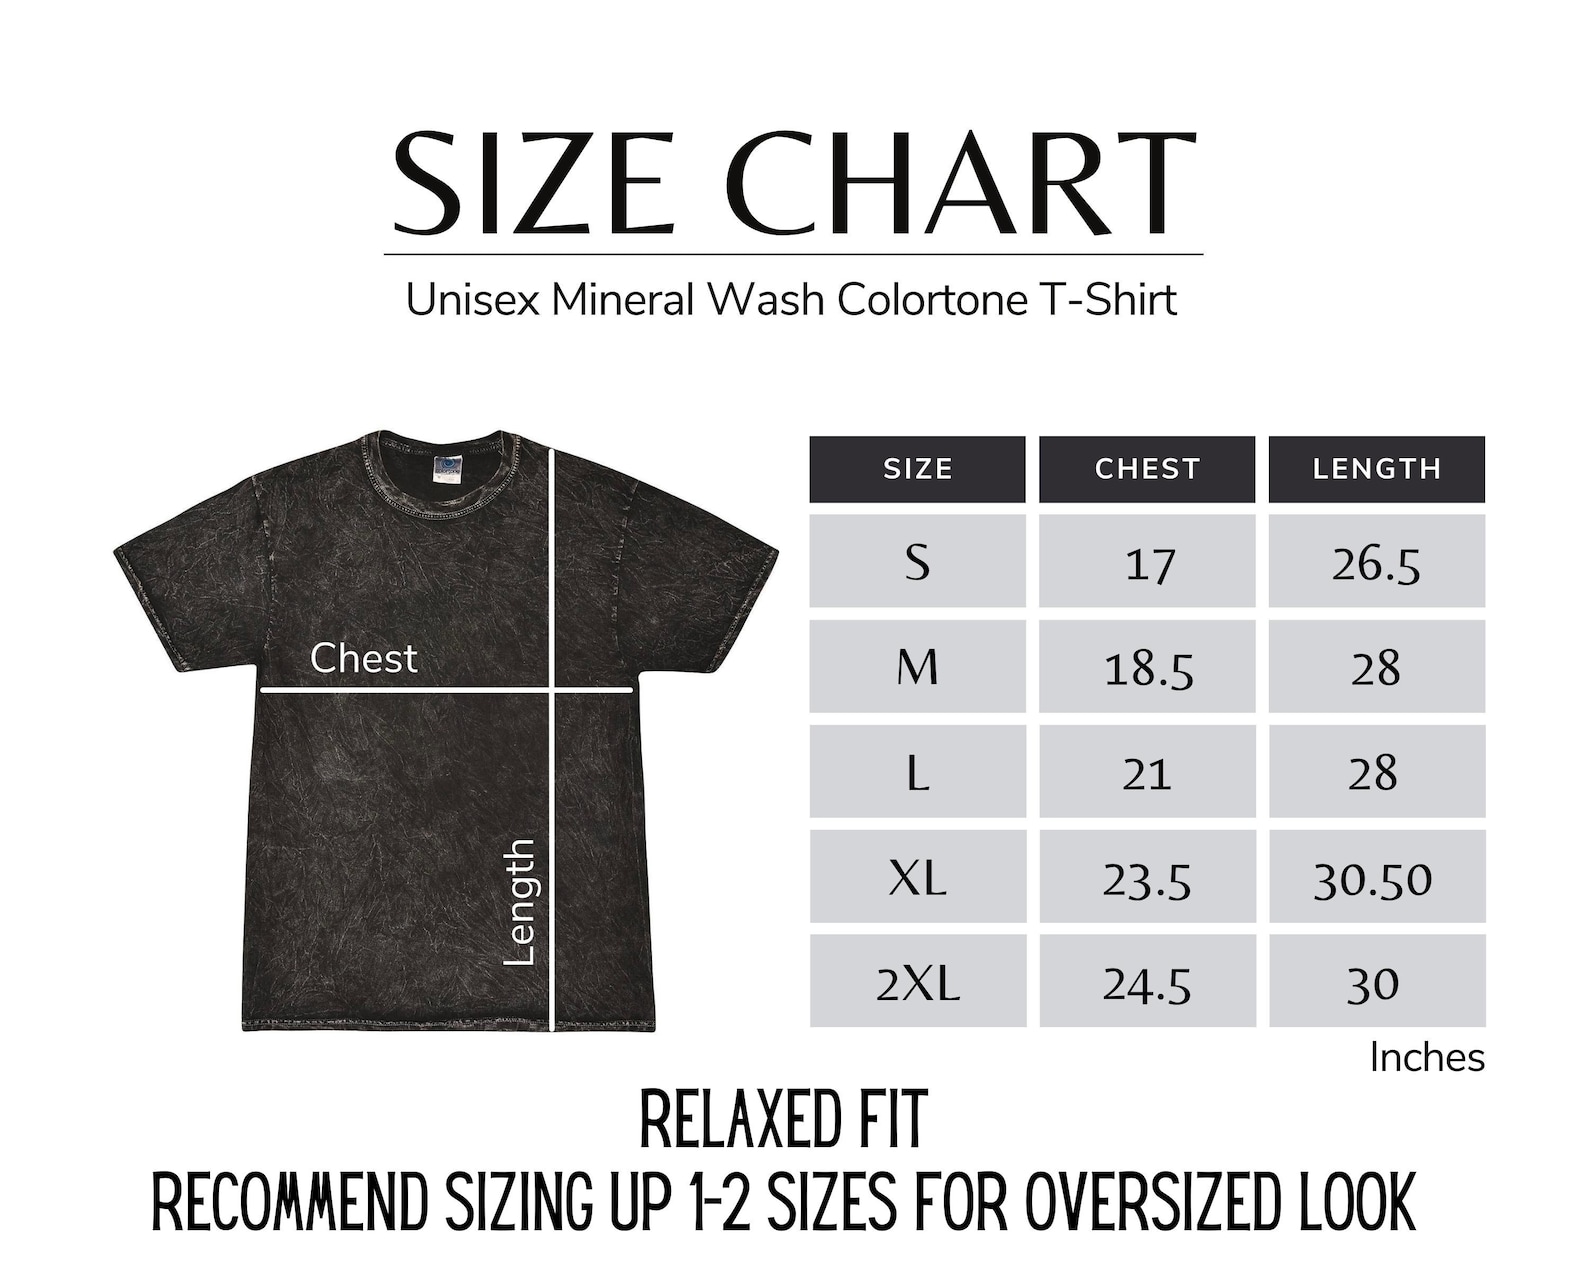 SIZE CHART
Unisex Mineral Wash Colortone T-Shirt
Chest
Length
SIZE CHEST LENGTH
S 17 26.5
M 18.5 28
L 21 28
XL 23.5 30.50
2XL 24.5 30
Inches
RELAXED FIT
RECOMMEND SIZING UP 1-2 SIZES FOR OVERSIZED LOOK